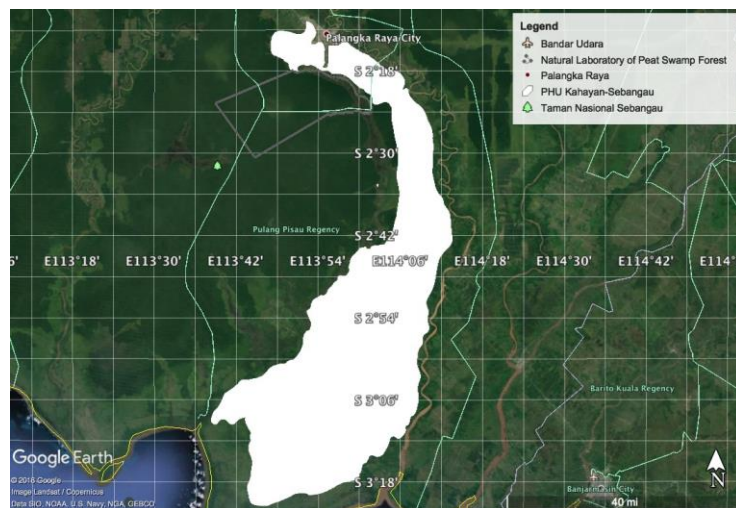 Legend
Bandar Udara
Natural Laboratory of Peat Swamp Forest
Palangka Raya
PHU Kahayan-Sebangau
Taman Nasional Sebangau
Palangka Raya City
S 2°18'
S 2°30'
Pulang Pisau Regency
S 2°42'
6'
E113°18'
E113°30'
E113°42'
E113°54'
E114°06'
E114°18'
E114°30'
E114°42'
E114°
S 2°54'
Barito Kuala Regency
S 3°06'
Google Earth
© 2016 Google
Image Landsat / Copernicus
Data SIO, NOAA, U.S. Navy, NGA, GEBCO
S 3°18'
Banjarmasin City
40 mi
N